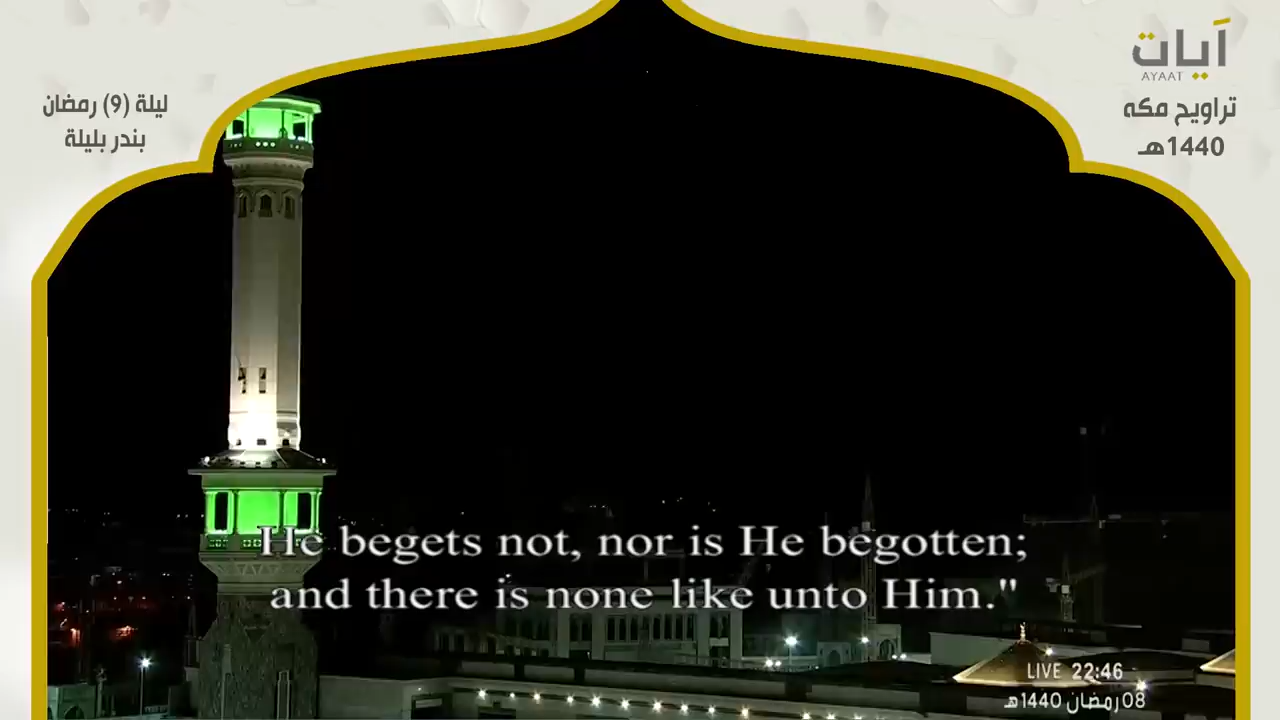 آيات
AYAAT
تراويح مكه
1440هـ
ليلة (9) رمضان
بندر بليلة
He begets not, nor is He begotten;
and there is none like unto Him."
LIVE 22:46
08رمضان 1440هـ